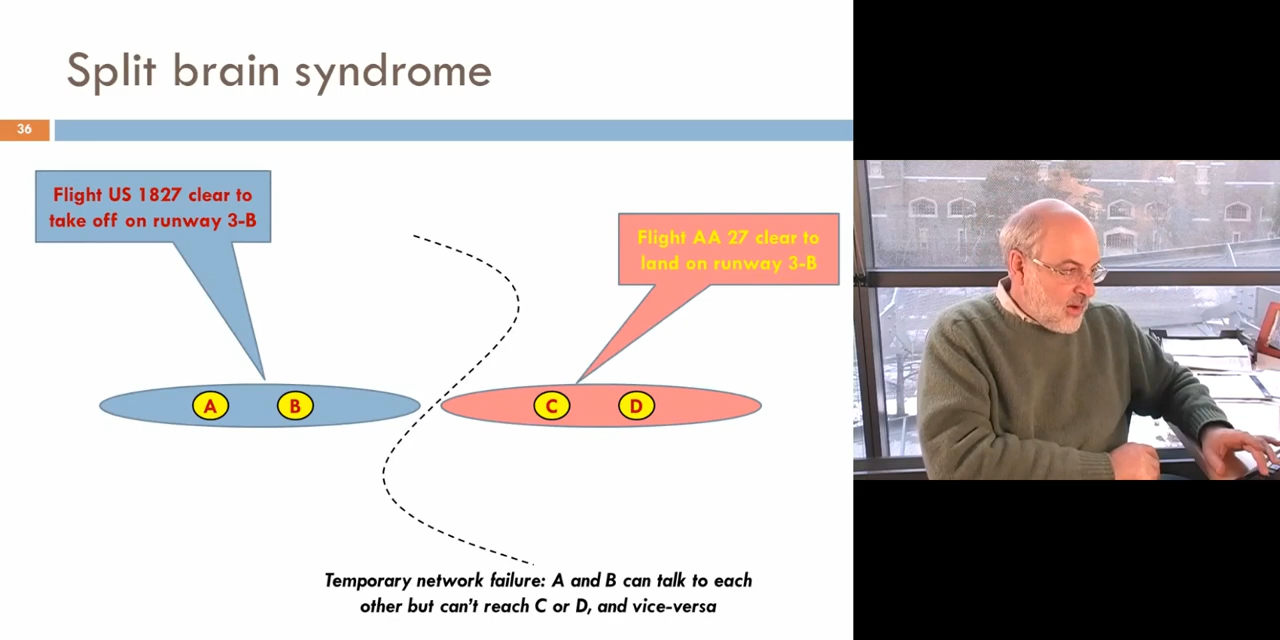 Split brain syndrome
36
Flight US 1827 clear to
take off on runway 3-B
Flight AA 27 clear to
land on runway 3-B
A
B
C
D
Temporary network failure: A and B can talk to each
other but can't reach C or D, and vice-versa